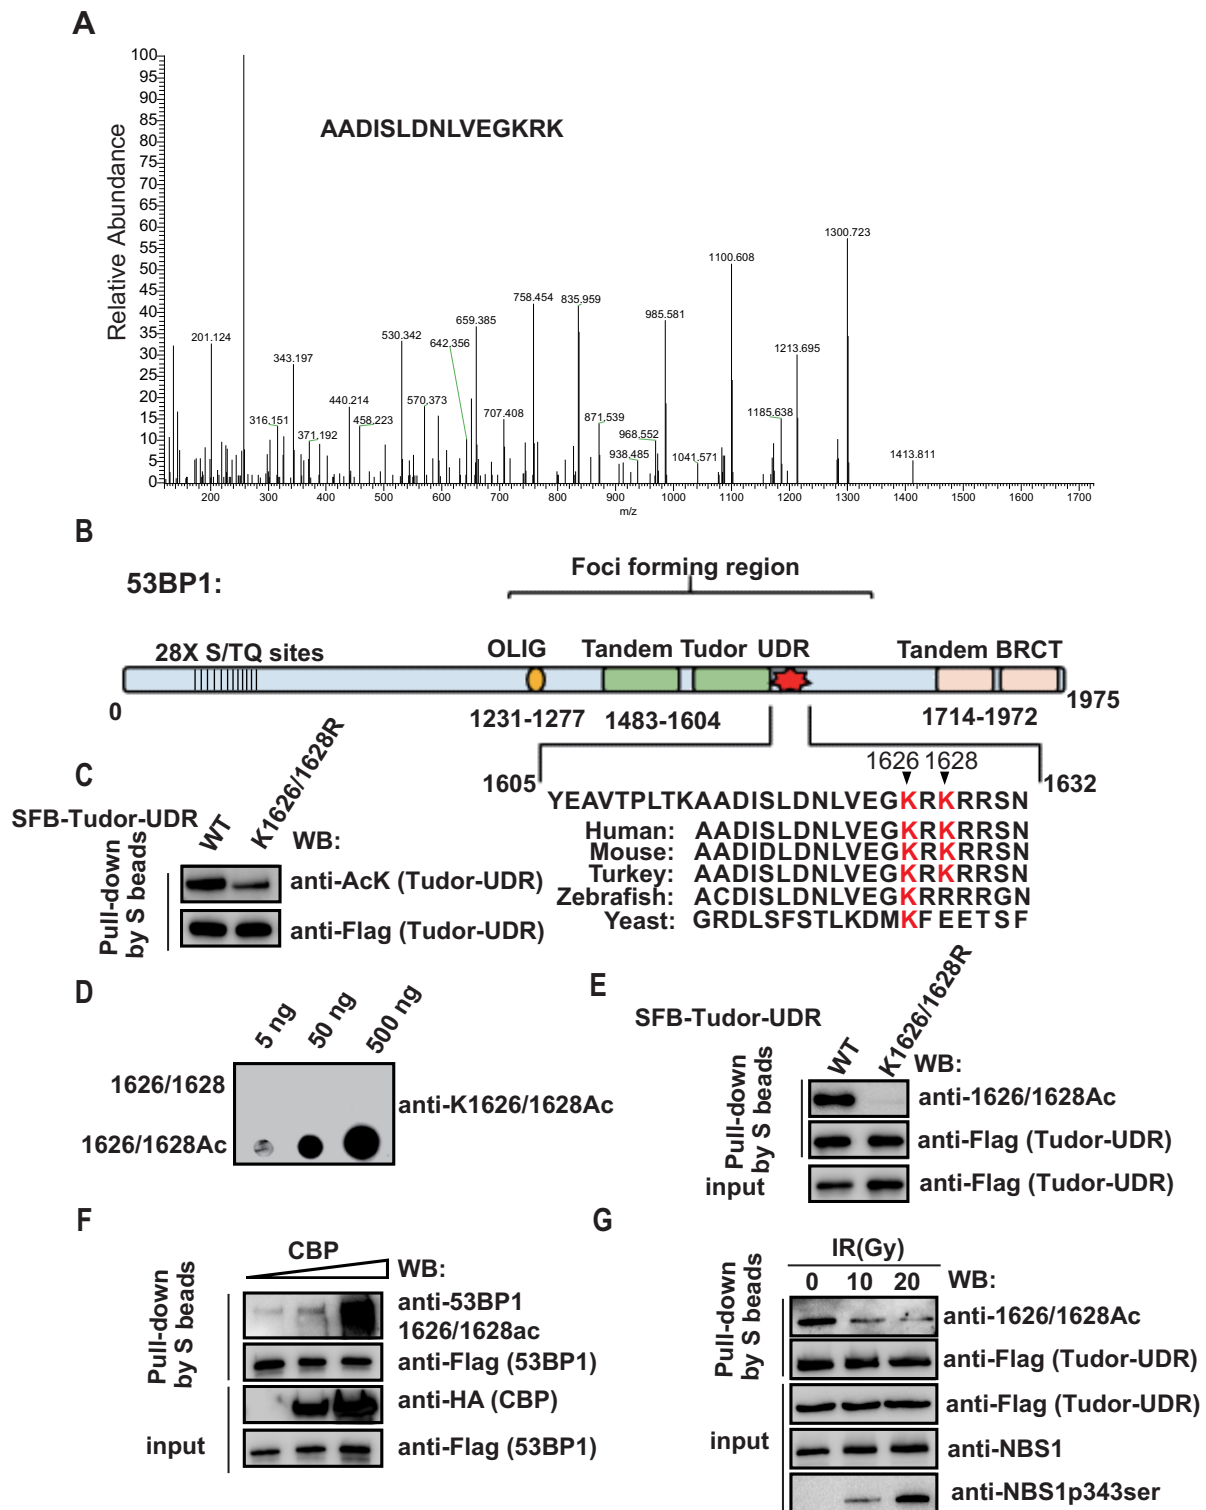 A
Relative Abundance
100
95
90
85
80
75
70
65
60
55
50
45
40
35
30
25
20
15
10
5
0
AADISLDNLVEGKRK
201.124
316.151
343.197
371.192
440.214
458.223
530.342
570.373
642.356
659.385
707.408
758.454
835.959
871.539
938.485
968.552
985.581
1041.571
1100.608
1185.638
1213.695
1300.723
1413.811
200 300 400 500 600 700 800 900 1000 1100 1200 1300 1400 1500 1600 1700
m/z
B
53BP1:
Foci forming region
28X S/TQ sites
OLIG
Tandem Tudor UDR
Tandem BRCT
0
1231-1277
1483-1604
1714-1972
1975
1605
1632
1626 1628
YEAVTPLTKAADISLDNLVEGKRKRRSN
Human: AADISLDNLVEGKRKRRSN
Mouse: AADIDLDNLVEGKRKRRSN
Turkey: AADISLDNLVEGKRKRRSN
Zebrafish: ACDISLDNLVEGKRRRRGN
Yeast: GRDLSFSTLKDMKFEETSF
C
SFB-Tudor-UDR
WT
K1626/1628R
WB:
Pull-down by S beads
anti-AcK (Tudor-UDR)
anti-Flag (Tudor-UDR)
D
5 ng
50 ng
500 ng
1626/1628
1626/1628Ac
anti-K1626/1628Ac
E
SFB-Tudor-UDR
WT
K1626/1628R
WB:
Pull-down by S beads
anti-1626/1628Ac
anti-Flag (Tudor-UDR)
input
anti-Flag (Tudor-UDR)
F
CBP
WB:
Pull-down by S beads
anti-53BP1
1626/1628ac
anti-Flag (53BP1)
anti-HA (CBP)
input
anti-Flag (53BP1)
G
IR(Gy)
0 10 20
WB:
Pull-down by S beads
anti-1626/1628Ac
anti-Flag (Tudor-UDR)
anti-Flag (Tudor-UDR)
input
anti-NBS1
anti-NBS1p343ser